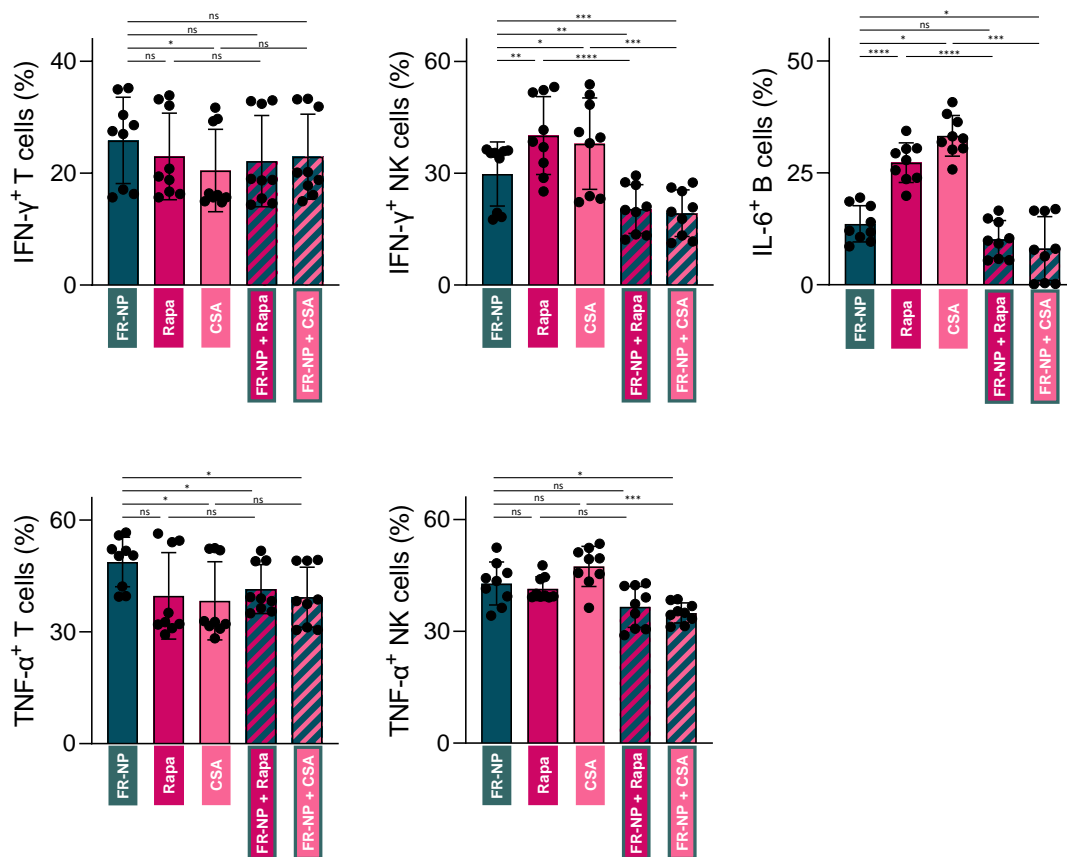 ns
ns
*
ns
ns
ns
40
20
0
IFN-γ⁺ T cells (%)
FR-NP
Rapa
CSA
FR-NP + Rapa
FR-NP + CSA
***
**
*
***
**
****
60
30
0
IFN-γ⁺ NK cells (%)
FR-NP
Rapa
CSA
FR-NP + Rapa
FR-NP + CSA
*
ns
*
***
****
****
50
25
0
IL-6⁺ B cells (%)
FR-NP
Rapa
CSA
FR-NP + Rapa
FR-NP + CSA
*
*
*
ns
ns
ns
60
30
0
TNF-α⁺ T cells (%)
FR-NP
Rapa
CSA
FR-NP + Rapa
FR-NP + CSA
*
ns
ns
***
ns
ns
60
30
0
TNF-α⁺ NK cells (%)
FR-NP
Rapa
CSA
FR-NP + Rapa
FR-NP + CSA